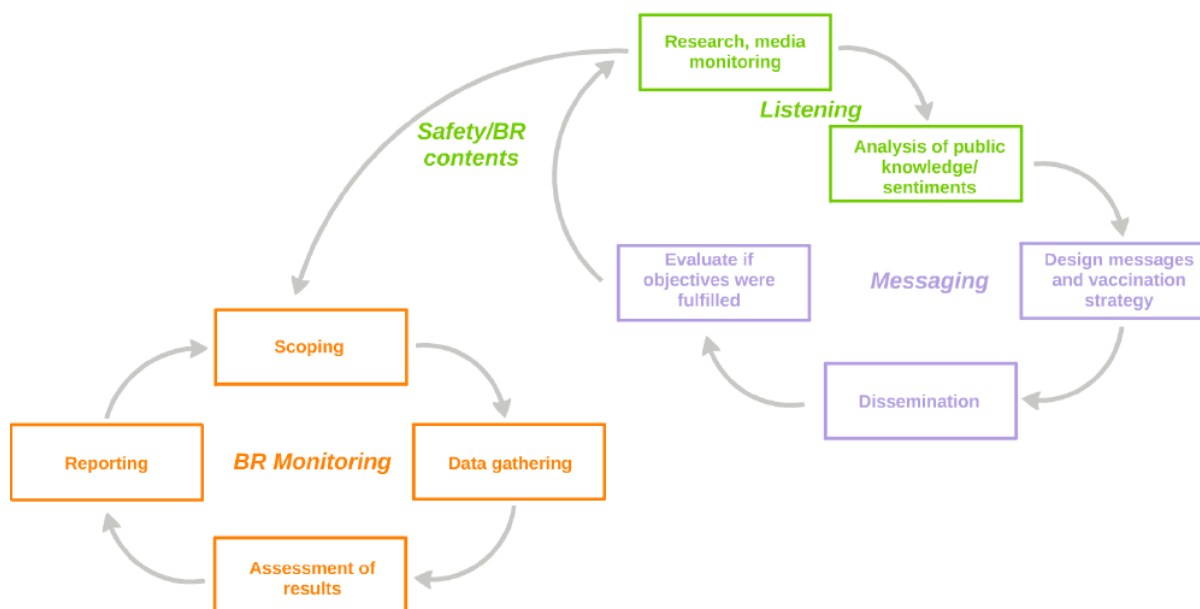 Research, media
monitoring
Listening
Safety/BR
contents
Analysis of public
knowledge/
sentiments
Evaluate if
objectives were
fulfilled
Messaging
Design messages
and vaccination
strategy
Scoping
Dissemination
Reporting
BR Monitoring
Data gathering
Assessment of
results